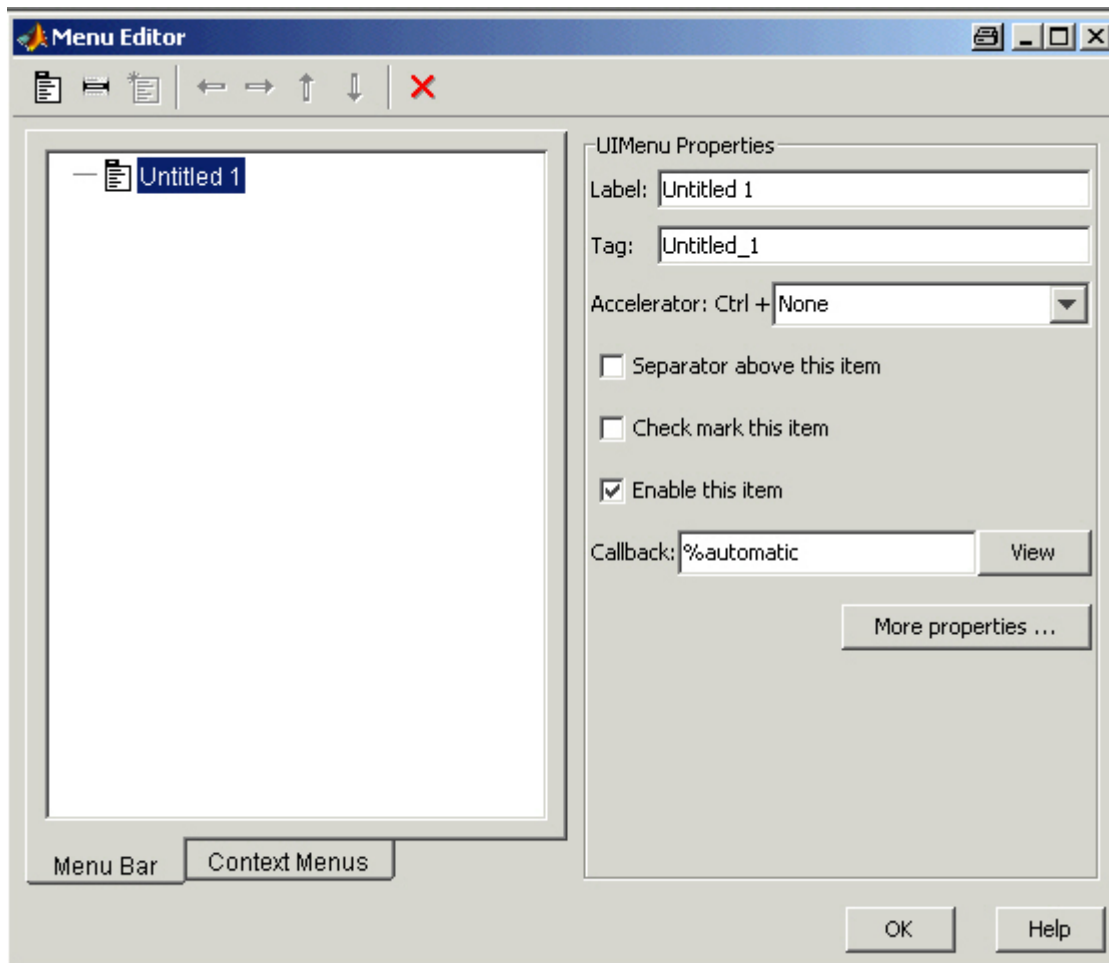 Menu Editor
Untitled 1
UIMenu Properties
Label: Untitled 1
Tag: Untitled_1
Accelerator: Ctrl + None
Separator above this item
Check mark this item
Enable this item
Callback: %automatic View
More properties ...
Menu Bar Context Menus
OK Help